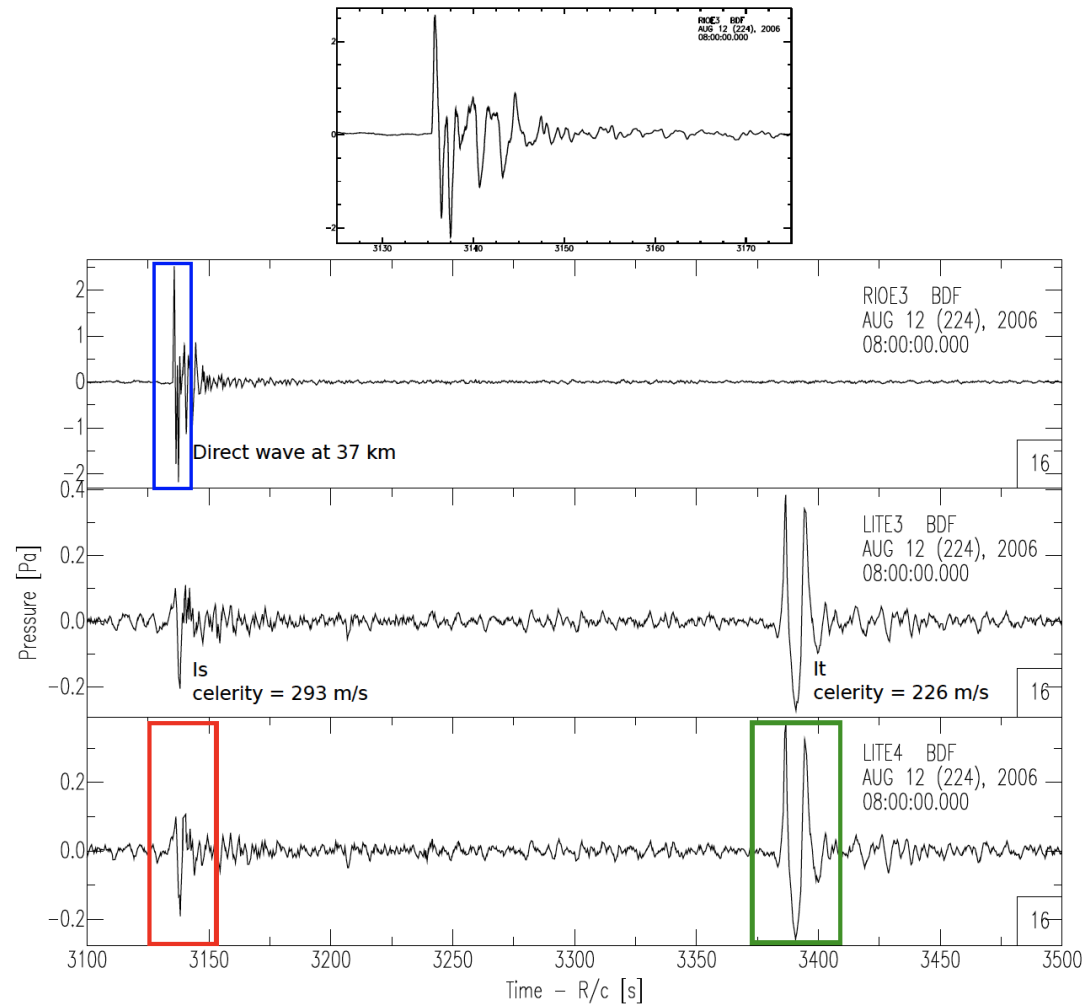 RIOE3 BDF
AUG 12 (224), 2006
08:00:00.000
2
0
−2
3130 3140 3150 3160 3170
2
1
0
−1
−2
RIOE3 BDF
AUG 12 (224), 2006
08:00:00.000
Direct wave at 37 km
16
0.4
0.2
0.0
−0.2
LITE3 BDF
AUG 12 (224), 2006
08:00:00.000
Pressure [Pa]
Is
celerity = 293 m/s
It
celerity = 226 m/s
16
0.2
0.0
−0.2
LITE4 BDF
AUG 12 (224), 2006
08:00:00.000
16
3100 3150 3200 3250 3300 3350 3400 3450 3500
Time − R/c [s]